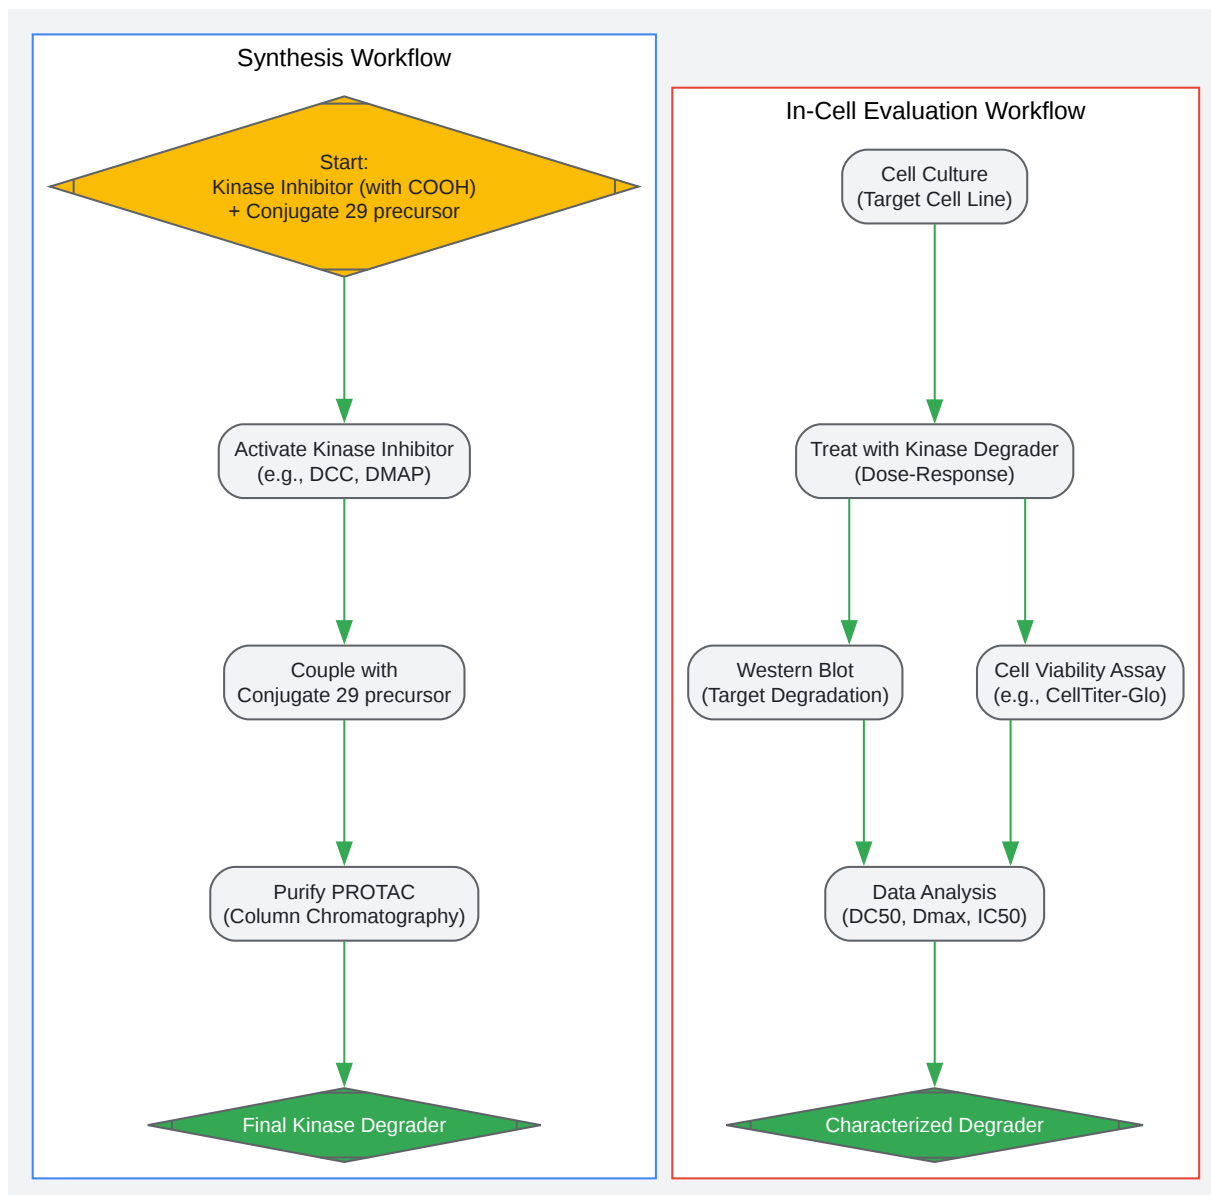 Synthesis Workflow
Start:
Kinase Inhibitor (with COOH)
+ Conjugate 29 precursor
Activate Kinase Inhibitor
(e.g., DCC, DMAP)
Couple with
Conjugate 29 precursor
Purify PROTAC
(Column Chromatography)
Final Kinase Degrader
In-Cell Evaluation Workflow
Cell Culture
(Target Cell Line)
Treat with Kinase Degrader
(Dose-Response)
Western Blot
(Target Degradation)
Cell Viability Assay
(e.g., CellTiter-Glo)
Data Analysis
(DC50, Dmax, IC50)
Characterized Degrader